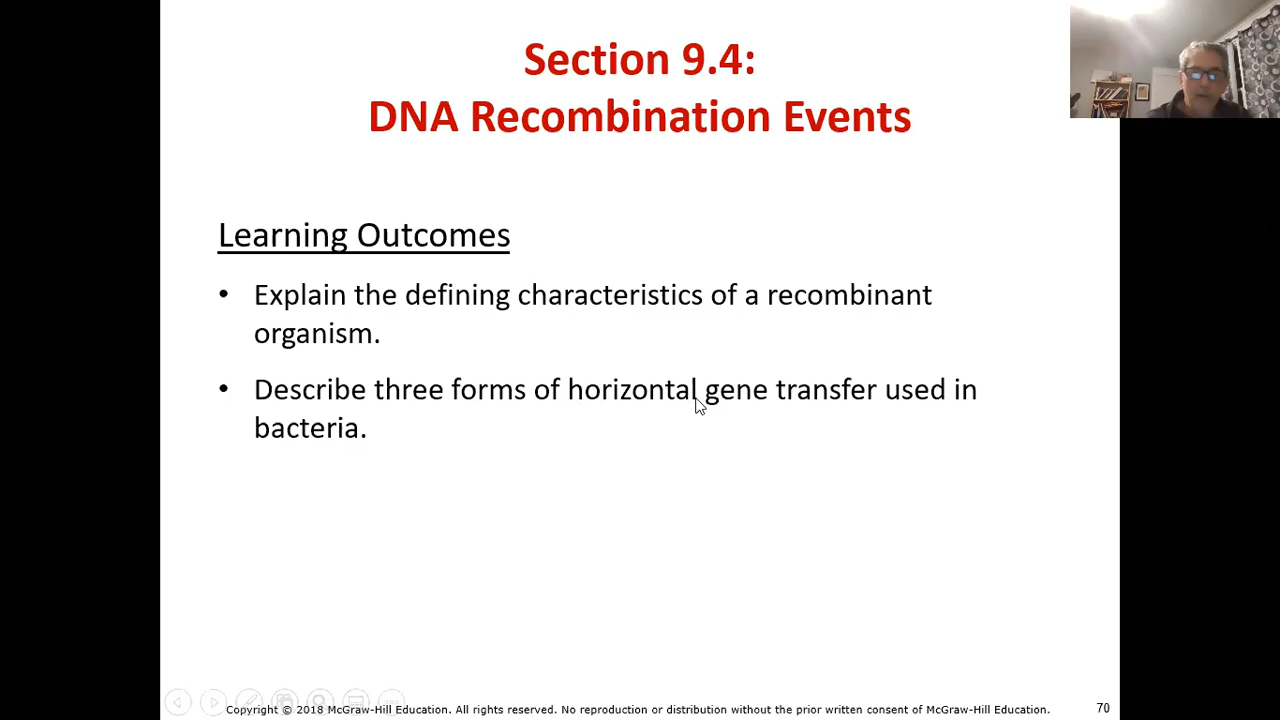 Section 9.4:
DNA Recombination Events
Learning Outcomes
• Explain the defining characteristics of a recombinant
organism.
• Describe three forms of horizontal gene transfer used in
bacteria.
Copyright © 2018 McGraw-Hill Education. All rights reserved. No reproduction or distribution without the prior written consent of McGraw-Hill Education.
70